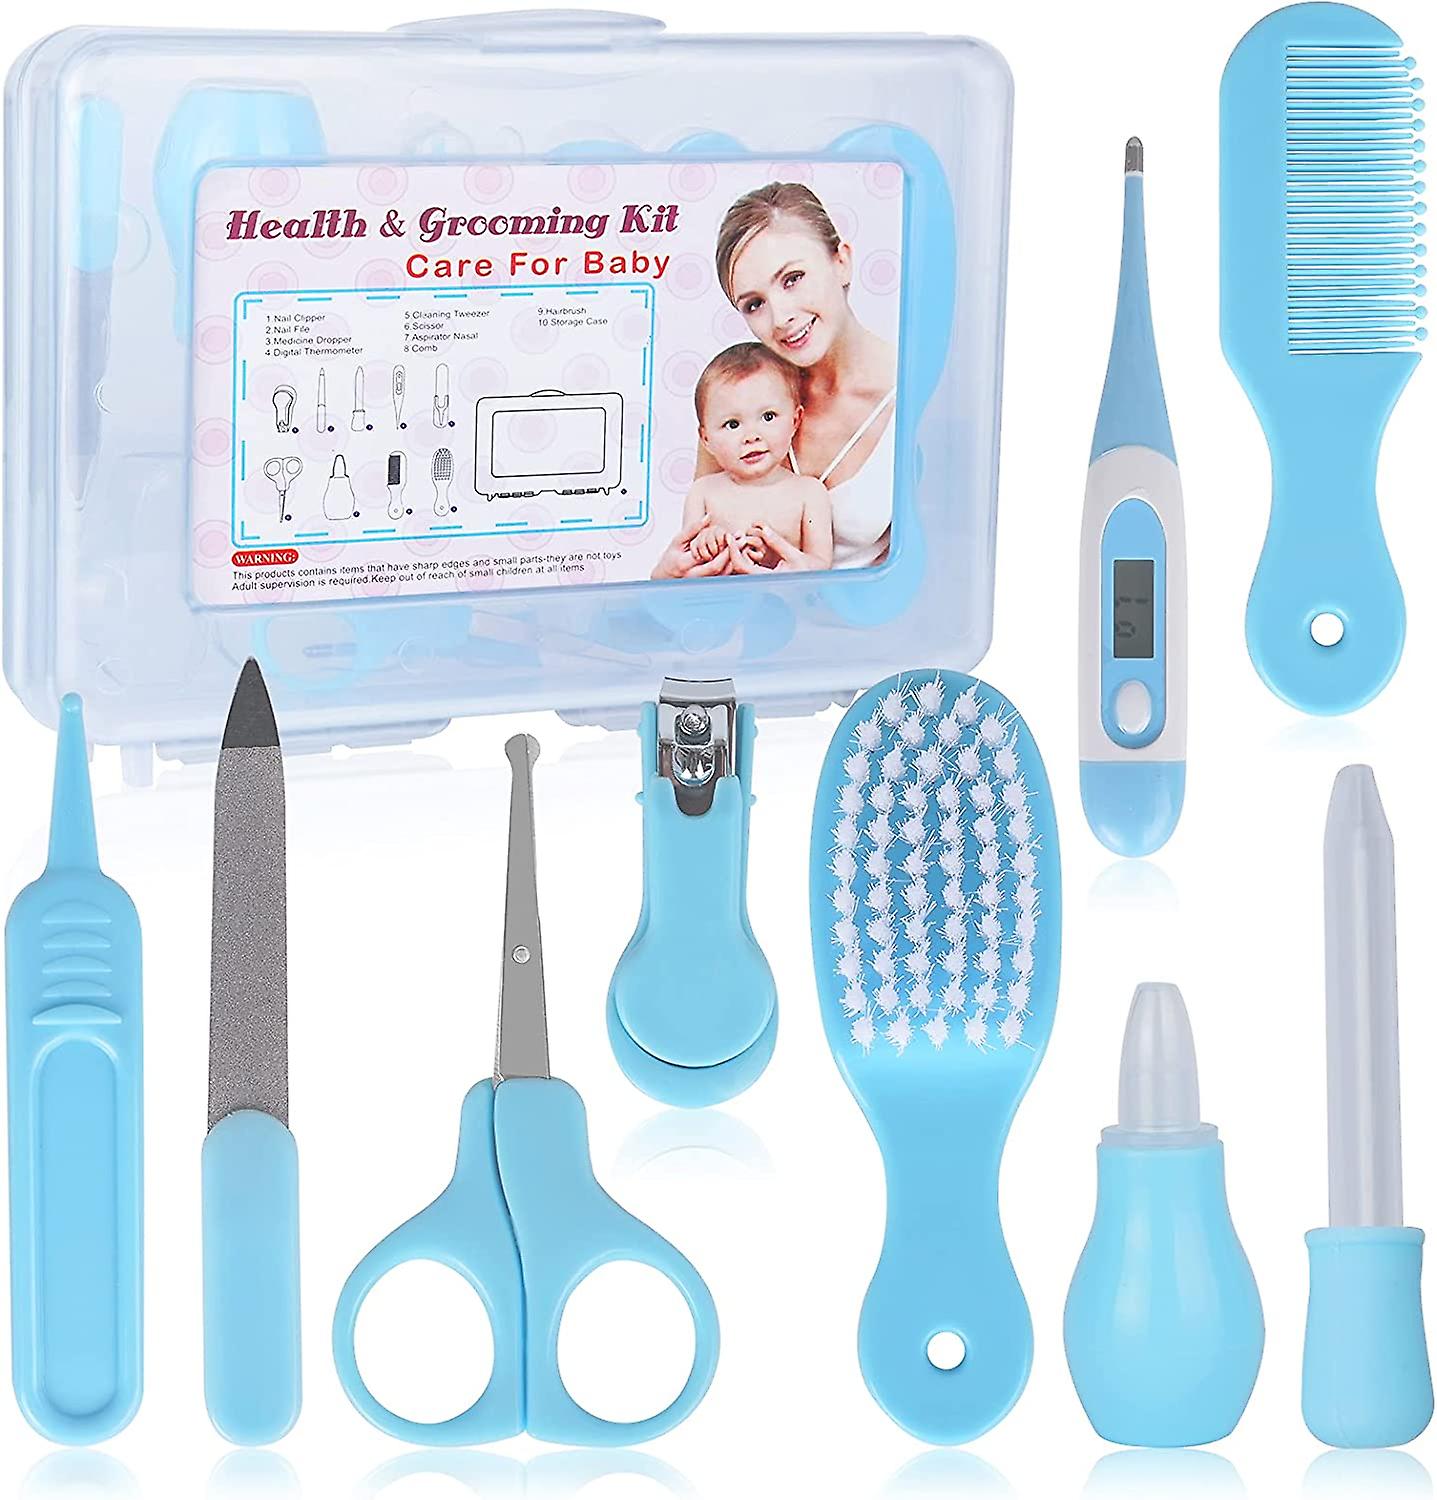 Health & Grooming Kit
Care For Baby
1.Nail Clipper
2.Nail File
3.Medicine Dropper
4.Digital Thermometer
5.Cleaning Tweezer
6.Scissor
7.Aspirator Nasal
8 Comb
9.Hairbrush
10 Storage Case
WARNING:
This products contains items that have sharp edges and small parts-they are not toys
Adult supervision is required.Keep out of reach of small children at all items